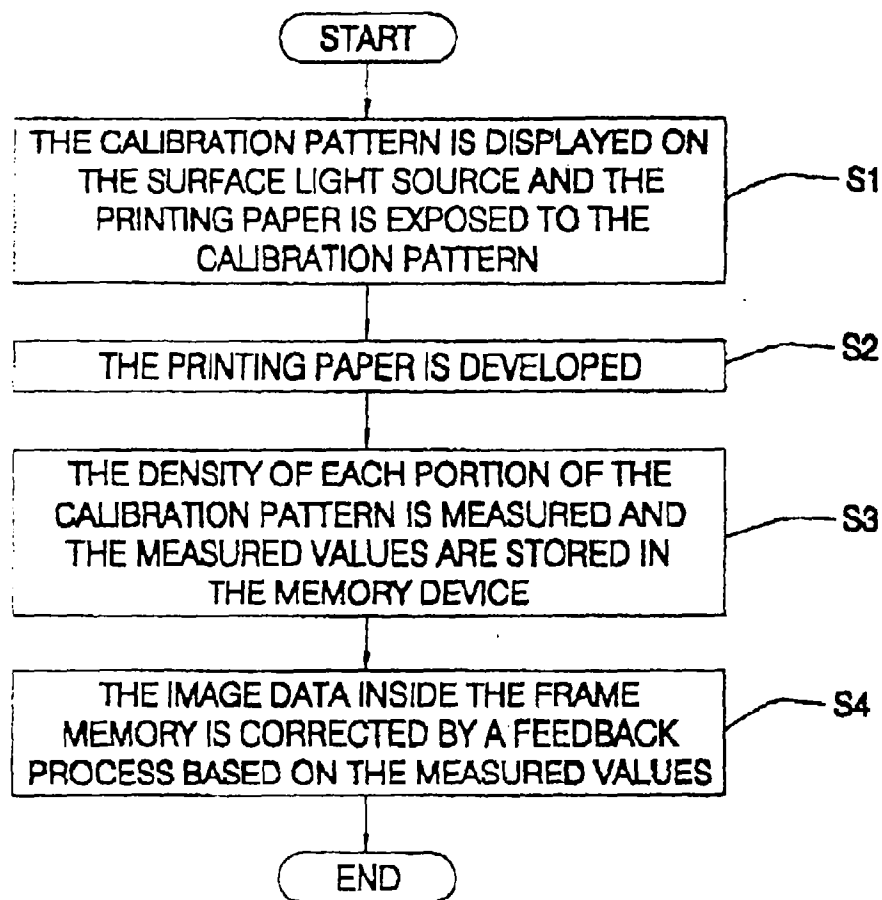 START
THE CALIBRATION PATTERN IS DISPLAYED ON
THE SURFACE LIGHT SOURCE AND THE
PRINTING PAPER IS EXPOSED TO THE
CALIBRATION PATTERN
S1
THE PRINTING PAPER IS DEVELOPED
S2
THE DENSITY OF EACH PORTION OF THE
CALIBRATION PATTERN IS MEASURED AND
THE MEASURED VALUES ARE STORED IN
THE MEMORY DEVICE
S3
THE IMAGE DATA INSIDE THE FRAME
MEMORY IS CORRECTED BY A FEEDBACK
PROCESS BASED ON THE MEASURED VALUES
S4
END